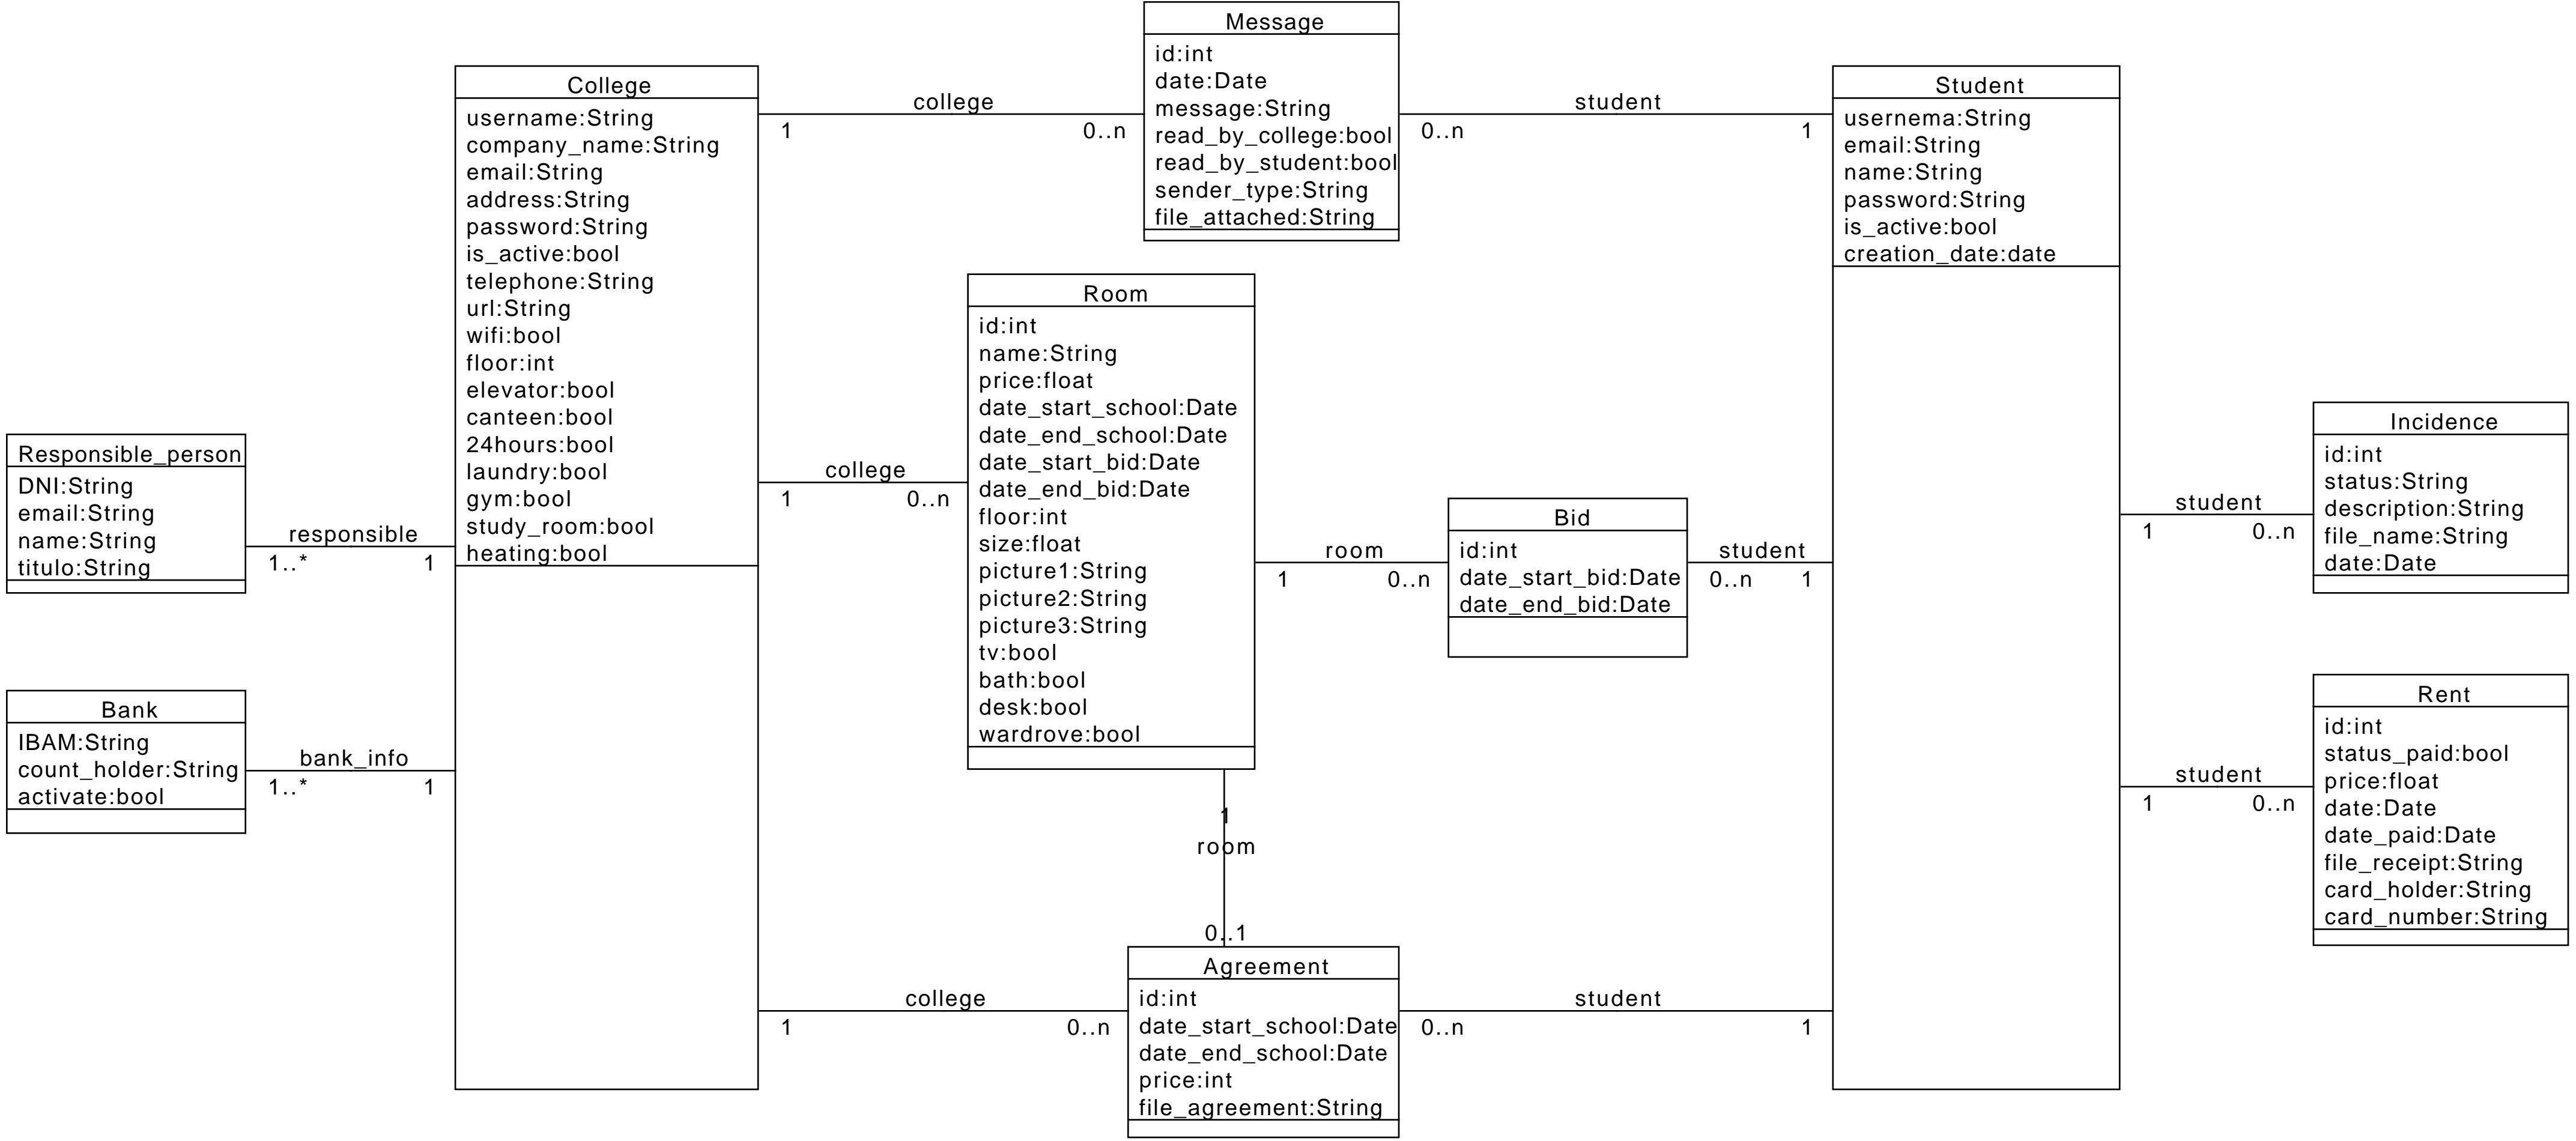 Message
id:int
date:Date
message:String
read_by_college:bool
read_by_student:bool
sender_type:String
file_attached:String
College
username:String
company_name:String
email:String
address:String
password:String
is_active:bool
telephone:String
url:String
wifi:bool
floor:int
elevator:bool
canteen:bool
24hours:bool
laundry:bool
gym:bool
study_room:bool
heating:bool
college
1
0..n
student
0..n
1
Student
usernema:String
email:String
name:String
password:String
is_active:bool
creation_date:date
Room
id:int
name:String
price:float
date_start_school:Date
date_end_school:Date
date_start_bid:Date
date_end_bid:Date
floor:int
size:float
picture1:String
picture2:String
picture3:String
tv:bool
bath:bool
desk:bool
wardrove:bool
college
1
0..n
Responsible_person
DNI:String
email:String
name:String
titulo:String
responsible
1..*
1
room
1
0..n
Bid
id:int
date_start_bid:Date
date_end_bid:Date
student
0..n
1
Incidence
id:int
status:String
description:String
file_name:String
date:Date
student
1
0..n
Bank
IBAM:String
count_holder:String
activate:bool
bank_info
1..*
1
Rent
id:int
status_paid:bool
price:float
date:Date
date_paid:Date
file_receipt:String
card_holder:String
card_number:String
student
1
0..n
1
room
0..1
Agreement
id:int
date_start_school:Date
date_end_school:Date
price:int
file_agreement:String
college
1
0..n
student
0..n
1